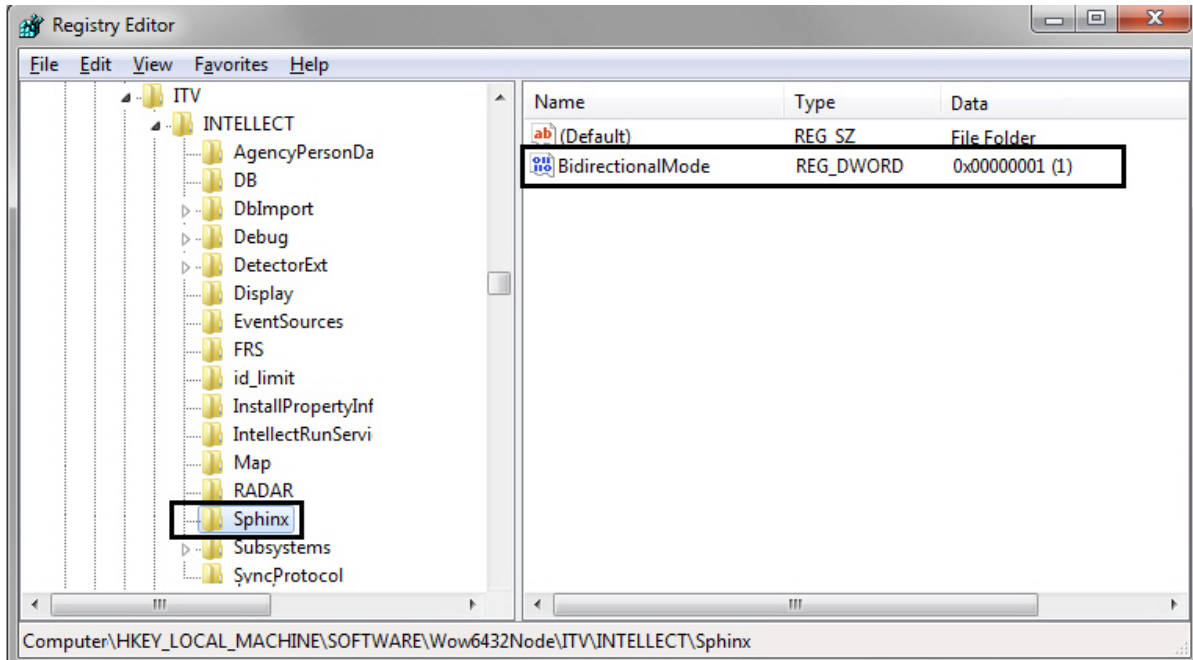 Registry Editor
File Edit View Favorites Help
ITV
INTELLECT
AgencyPersonDa
DB
DbImport
Debug
DetectorExt
Display
EventSources
FRS
id_limit
InstallPropertyInf
IntellectRunServi
Map
RADAR
Sphinx
Subsystems
SyncProtocol
Name Type Data
(Default) REG_SZ File Folder
BidirectionalMode REG_DWORD 0x00000001 (1)
Computer\HKEY_LOCAL_MACHINE\SOFTWARE\Wow6432Node\ITV\INTELLECT\Sphinx